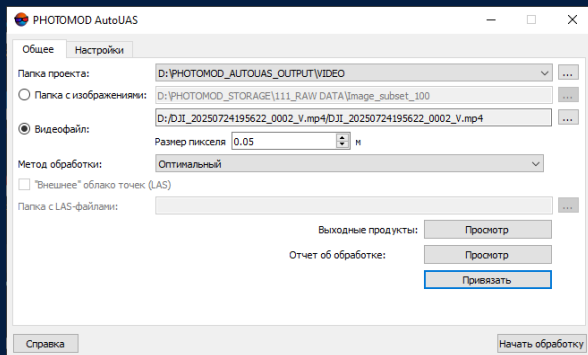 PHOTOMOD AutoUAS
Общее Настройки
Папка проекта: D:\PHOTOMOD_AUTOUAS_OUTPUT\VIDEO ...
Папка с изображениями: D:\PHOTOMOD_STORAGE\111_RAW DATA\Image_subset_100 ...
Видеофайл: D:/DJI_20250724195622_0002_V.mp4/DJI_20250724195622_0002_V.mp4 ...
Размер пикселя 0.05 м
Метод обработки: Оптимальный
"Внешнее" облако точек (LAS)
Папка с LAS-файлами: ...
Выходные продукты: Просмотр
Отчет об обработке: Просмотр
Привязать
Справка Начать обработку